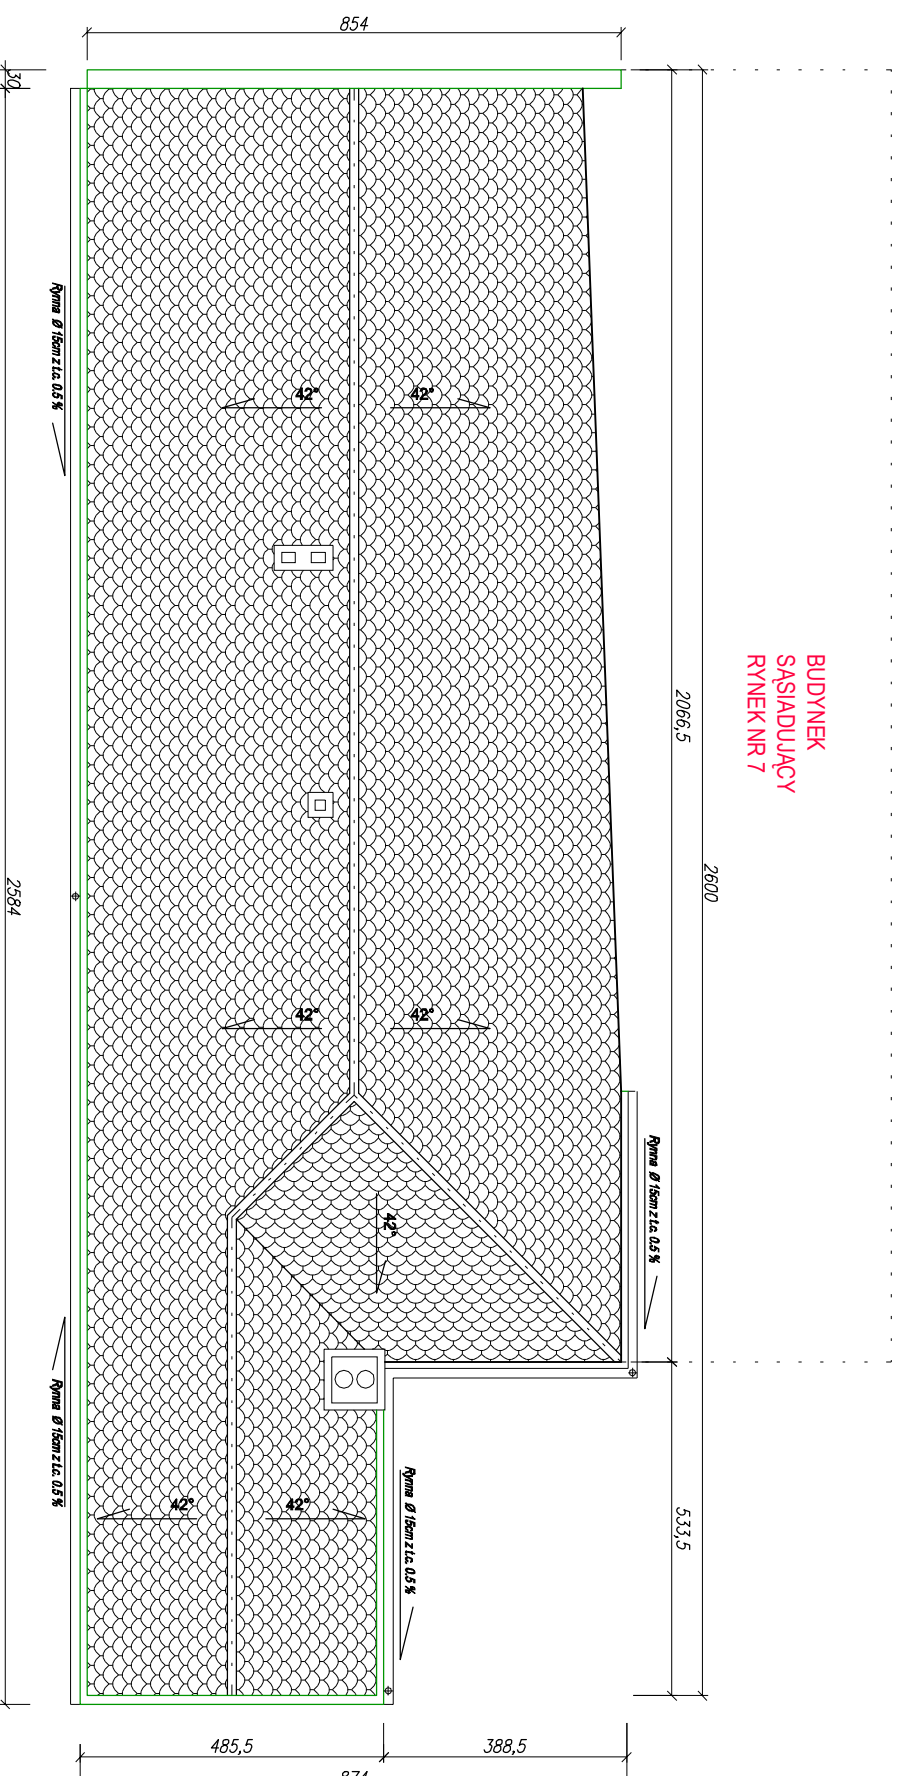 854
30
BUDYNEK
SĄSIADUJĄCY
RYNEK NR 7
Rynna Ø 15cm z t.c. 0.5 %
42°
42°
2066,5
2600
2584
42°
42°
Rynna Ø 15cm z t.c. 0.5 %
42°
Rynna Ø 15cm z t.c. 0.5 %
42°
42°
Rynna Ø 15cm z t.c. 0.5 %
533,5
485,5
388,5
874